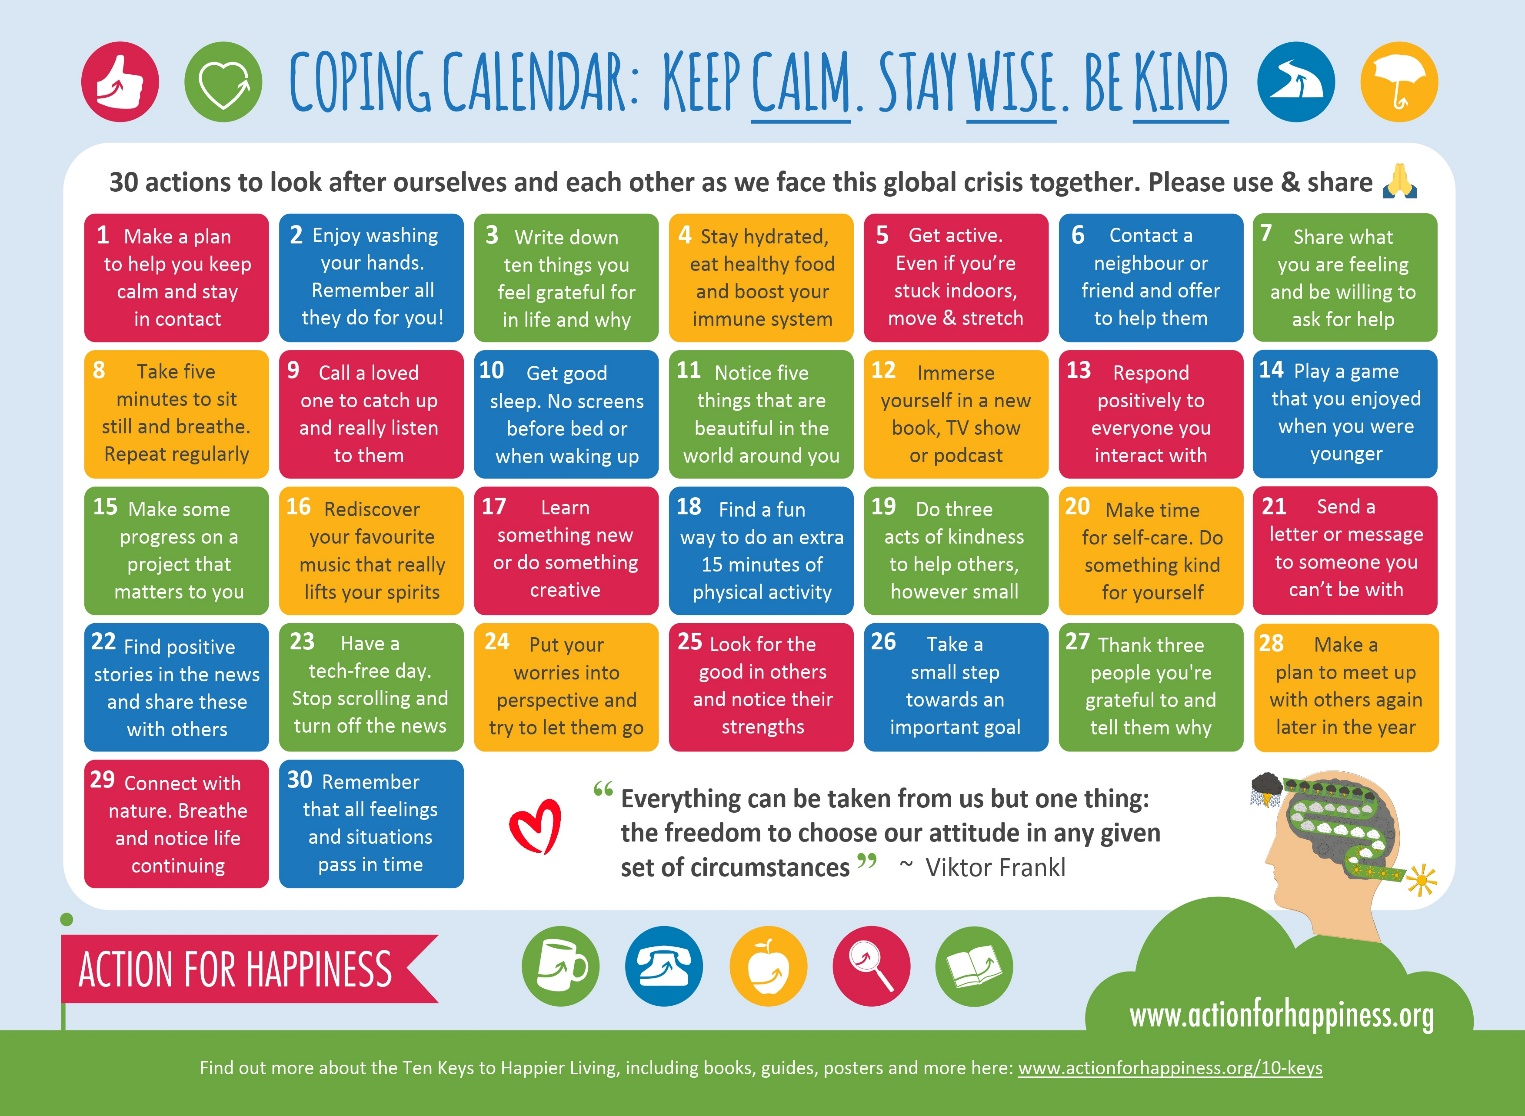 COPING CALENDAR: KEEP CALM. STAY WISE. BE KIND
30 actions to look after ourselves and each other as we face this global crisis together. Please use & share
1 Make a plan
to help you keep
calm and stay
in contact
2 Enjoy washing
your hands.
Remember all
they do for you!
3 Write down
ten things you
feel grateful for
in life and why
4 Stay hydrated,
eat healthy food
and boost your
immune system
5 Get active.
Even if you’re
stuck indoors,
move & stretch
6 Contact a
neighbour or
friend and offer
to help them
7 Share what
you are feeling
and be willing to
ask for help
8 Take five
minutes to sit
still and breathe.
Repeat regularly
9 Call a loved
one to catch up
and really listen
to them
10 Get good
sleep. No screens
before bed or
when waking up
11 Notice five
things that are
beautiful in the
world around you
12 Immerse
yourself in a new
book, TV show
or podcast
13 Respond
positively to
everyone you
interact with
14 Play a game
that you enjoyed
when you were
younger
15 Make some
progress on a
project that
matters to you
16 Rediscover
your favourite
music that really
lifts your spirits
17 Learn
something new
or do something
creative
18 Find a fun
way to do an extra
15 minutes of
physical activity
19 Do three
acts of kindness
to help others,
however small
20 Make time
for self-care. Do
something kind
for yourself
21 Send a
letter or message
to someone you
can’t be with
22 Find positive
stories in the news
and share these
with others
23 Have a
tech-free day.
Stop scrolling and
turn off the news
24 Put your
worries into
perspective and
try to let them go
25 Look for the
good in others
and notice their
strengths
26 Take a
small step
towards an
important goal
27 Thank three
people you're
grateful to and
tell them why
28 Make a
plan to meet up
with others again
later in the year
29 Connect with
nature. Breathe
and notice life
continuing
30 Remember
that all feelings
and situations
pass in time
“ Everything can be taken from us but one thing:
the freedom to choose our attitude in any given
set of circumstances ” ~ Viktor Frankl
ACTION FOR HAPPINESS
www.actionforhappiness.org
Find out more about the Ten Keys to Happier Living, including books, guides, posters and more here: www.actionforhappiness.org/10-keys